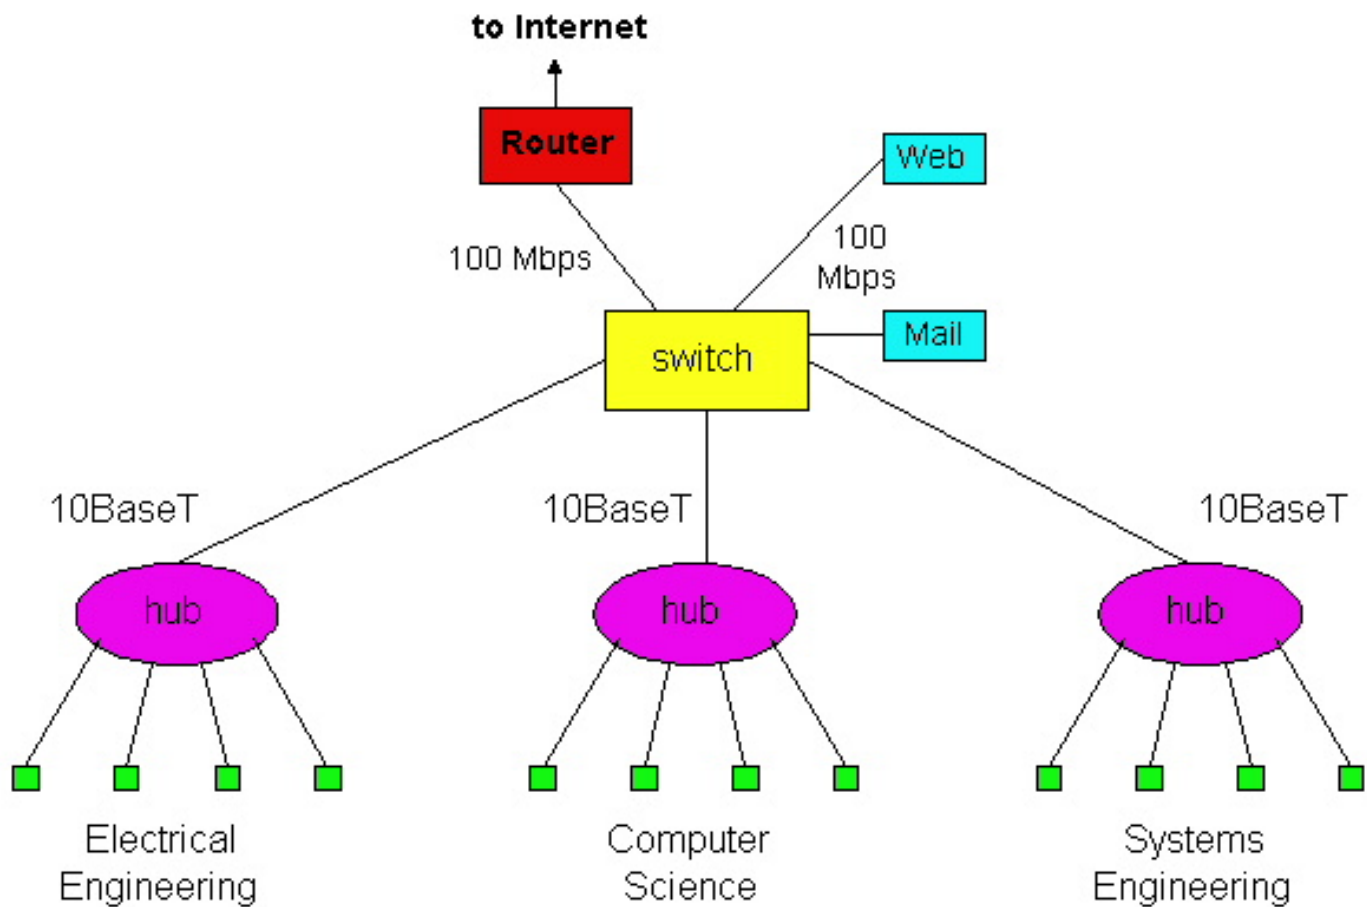 to Internet
Router
Web
100 Mbps
100
Mbps
switch
Mail
10BaseT
10BaseT
10BaseT
hub
hub
hub
Electrical
Engineering
Computer
Science
Systems
Engineering